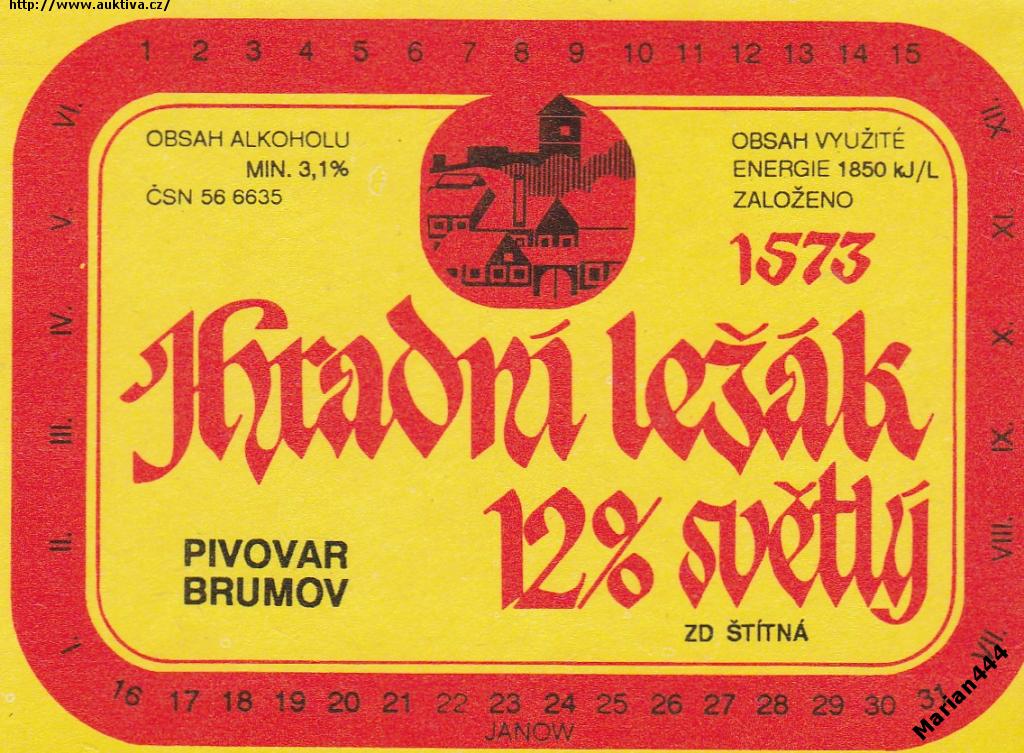 http://www.auktiva.cz/
1 2 3 4 5 6 7 8 9 10 11 12 13 14 15
OBSAH ALKOHOLU
MIN. 3,1%
ČSN 56 6635
OBSAH VYUŽITÉ
ENERGIE 1850 kJ/L
ZALOŽENO
1573
Hradní ležák
12% světlý
PIVOVAR
BRUMOV
ZD ŠTÍTNÁ
VI.
V.
IV.
III.
II.
I.
XII.
XI.
X.
IX.
VIII.
VII.
16 17 18 19 20 21 22 23 24 25 26 27 28 29 30 31
JANOW
Marian444